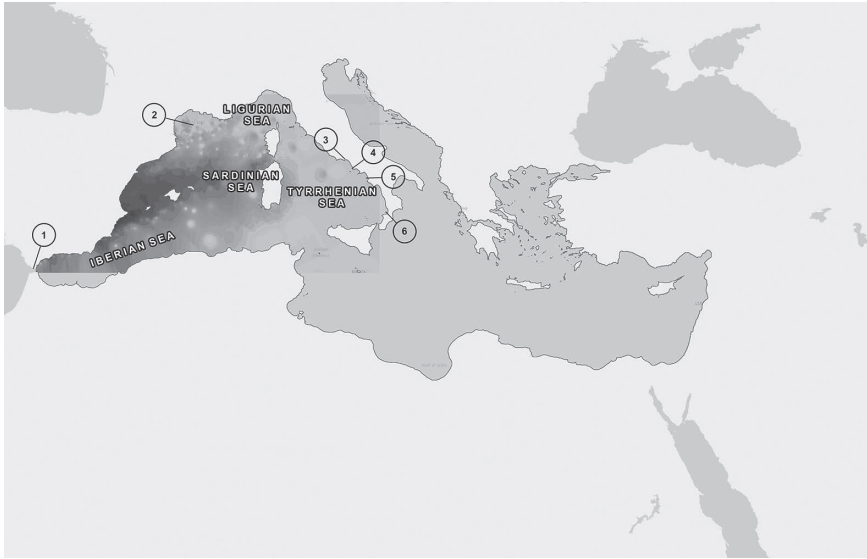 2
LIGURIAN
SEA
3
4
SARDINIAN
SEA
5
TYRRHENIAN
SEA
1
6
IBERIAN SEA